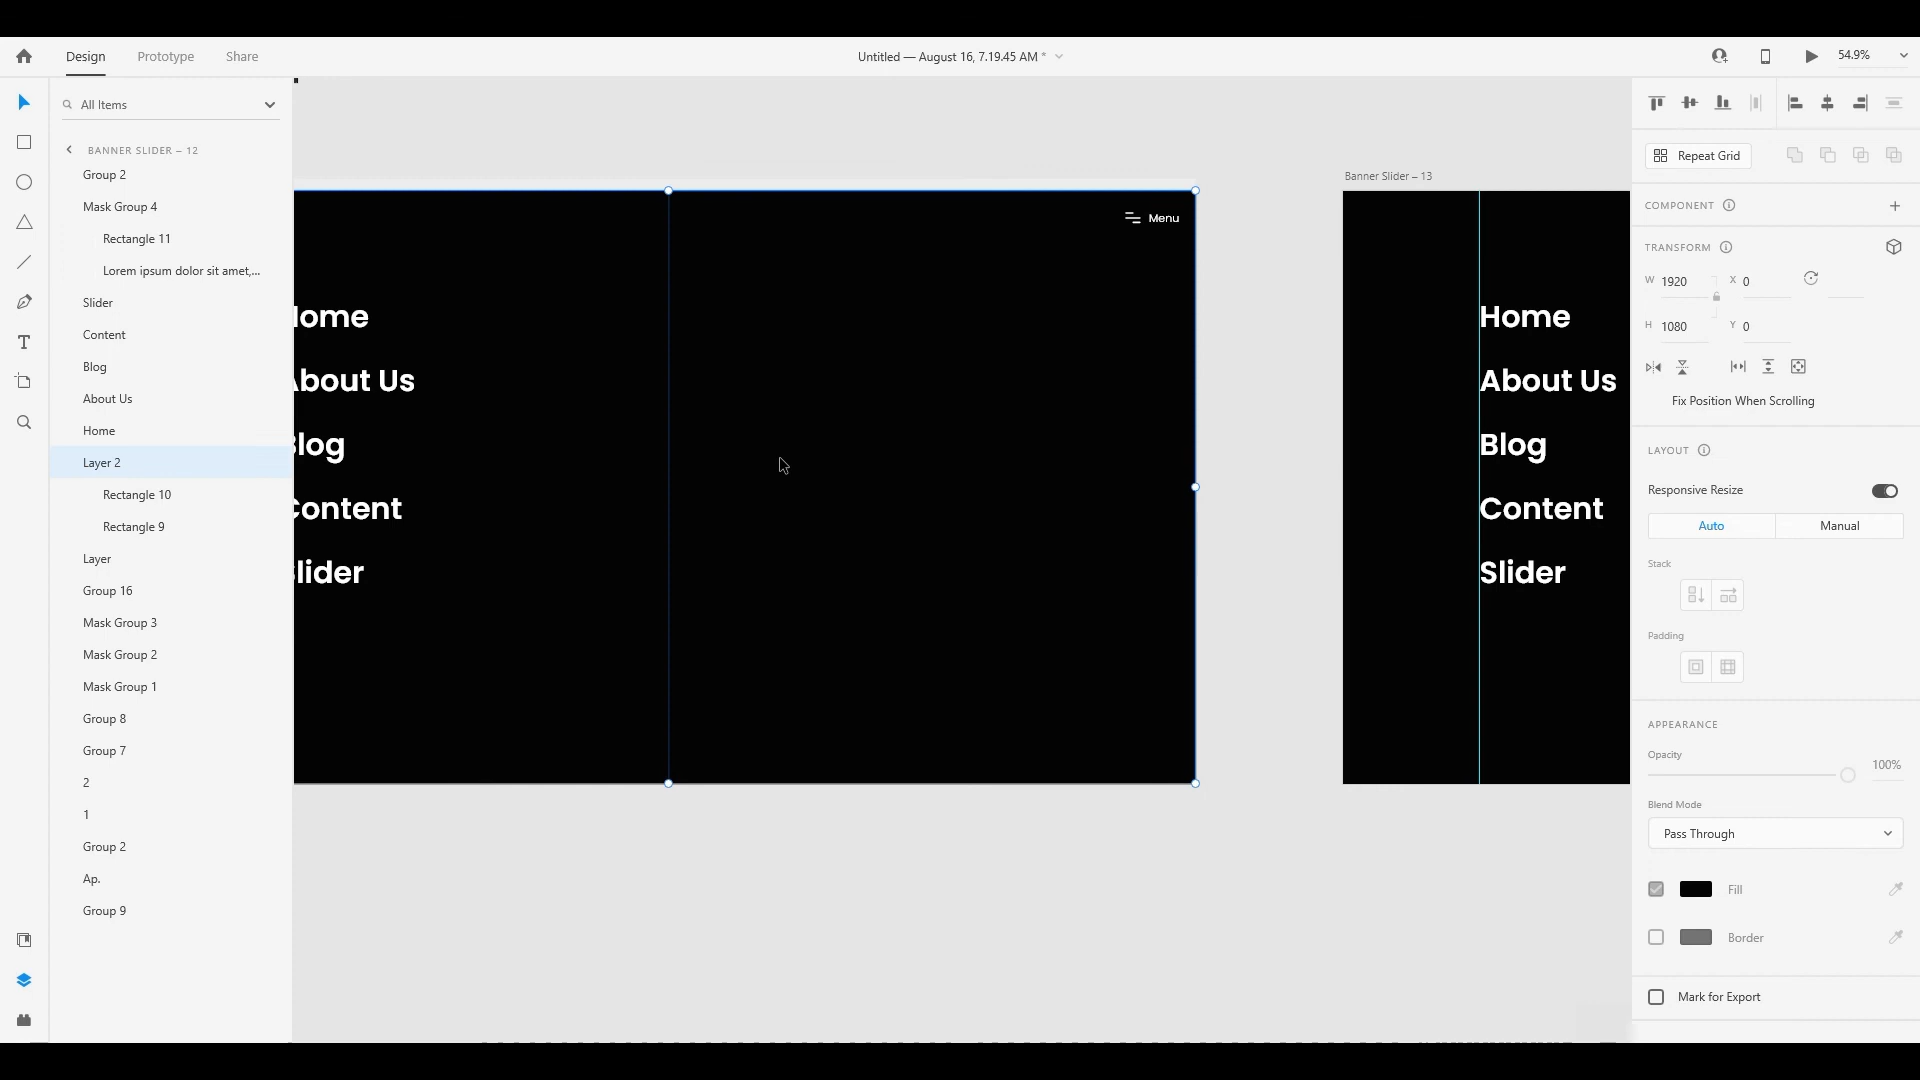 Design
Prototype
Share
Untitled — August 16, 7.19.45 AM *
54.9%
All Items
BANNER SLIDER – 12
Group 2
Mask Group 4
Rectangle 11
Lorem ipsum dolor sit amet,...
Slider
Content
Blog
About Us
Home
Layer 2
Rectangle 10
Rectangle 9
Layer
Group 16
Mask Group 3
Mask Group 2
Mask Group 1
Group 8
Group 7
2
1
Group 2
Ap.
Group 9
Menu
ome
bout Us
log
ontent
lider
Banner Slider – 13
Home
About Us
Blog
Content
Slider
Repeat Grid
COMPONENT
TRANSFORM
W 1920
X 0
H 1080
Y 0
Fix Position When Scrolling
LAYOUT
Responsive Resize
Auto
Manual
Stack
Padding
APPEARANCE
Opacity
100%
Blend Mode
Pass Through
Fill
Border
Mark for Export